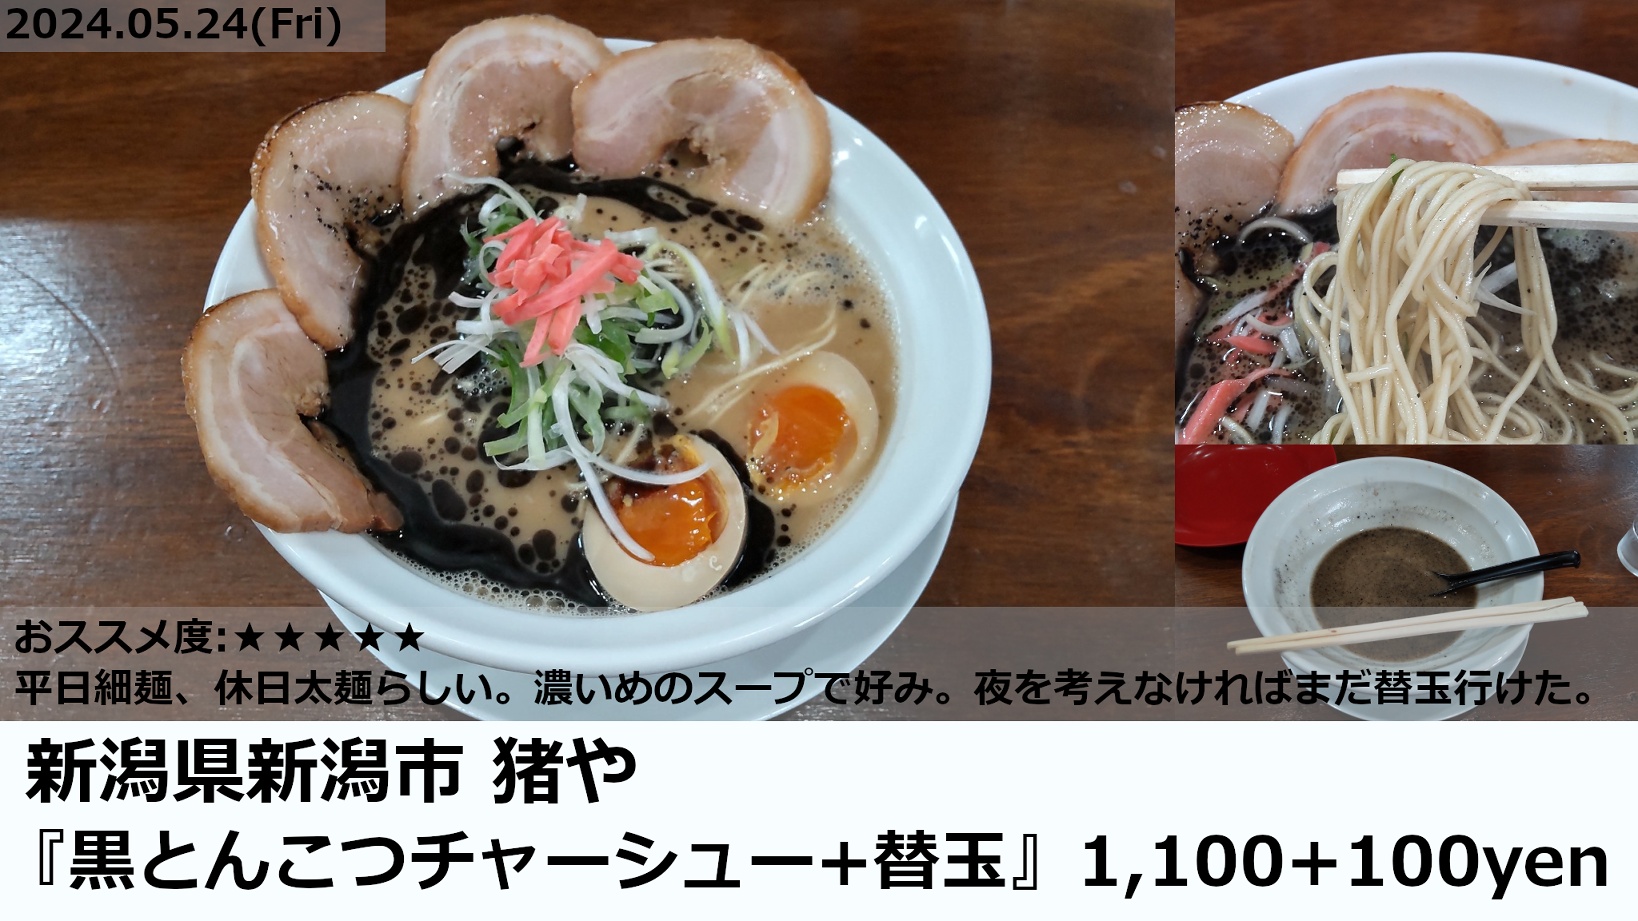 2024.05.24(Fri)
おススメ度:★★★★★
平日細麺、休日太麺らしい。濃いめのスープで好み。夜を考えなければまだ替玉行けた。
新潟県新潟市 猪や
『黒とんこつチャーシュー+替玉』1,100+100yen